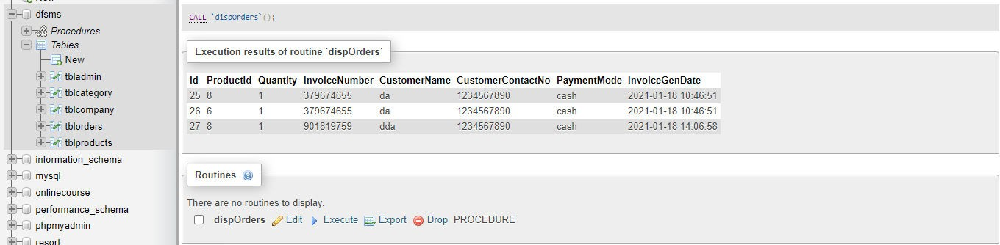 New
dfsms
Procedures
Tables
New
tbladmin
tblcategory
tblcompany
tblorders
tblproducts
information_schema
mysql
onlinecourse
performance_schema
phpmyadmin
resort
CALL `dispOrders`();
Execution results of routine `dispOrders`
id ProductId Quantity InvoiceNumber CustomerName CustomerContactNo PaymentMode InvoiceGenDate
25 8 1 379674655 da 1234567890 cash 2021-01-18 10:46:51
26 6 1 379674655 da 1234567890 cash 2021-01-18 10:46:51
27 8 1 901819759 dda 1234567890 cash 2021-01-18 14:06:58
Routines
There are no routines to display.
dispOrders Edit Execute Export Drop PROCEDURE